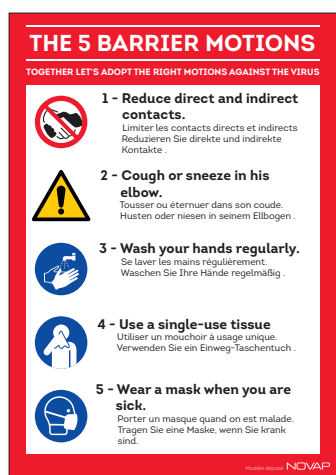 THE 5 BARRIER MOTIONS
TOGETHER LET'S ADOPT THE RIGHT MOTIONS AGAINST THE VIRUS
1 - Reduce direct and indirect
contacts.
Limiter les contacts directs et indirects
Reduzieren Sie direkte und indirekte
Kontakte .
2 - Cough or sneeze in his
elbow.
Tousser ou éternuer dans son coude.
Husten oder niesen in seinem Ellbogen .
3 - Wash your hands regularly.
Se laver les mains régulièrement.
Waschen Sie Ihre Hände regelmäßig .
4 - Use a single-use tissue
Utiliser un mouchoir à usage unique.
Verwenden Sie ein Einweg-Taschentuch .
5 - Wear a mask when you are
sick.
Porter un masque quand on est malade.
Tragen Sie eine Maske, wenn Sie krank
sind.
Modèle déposé NOVAP